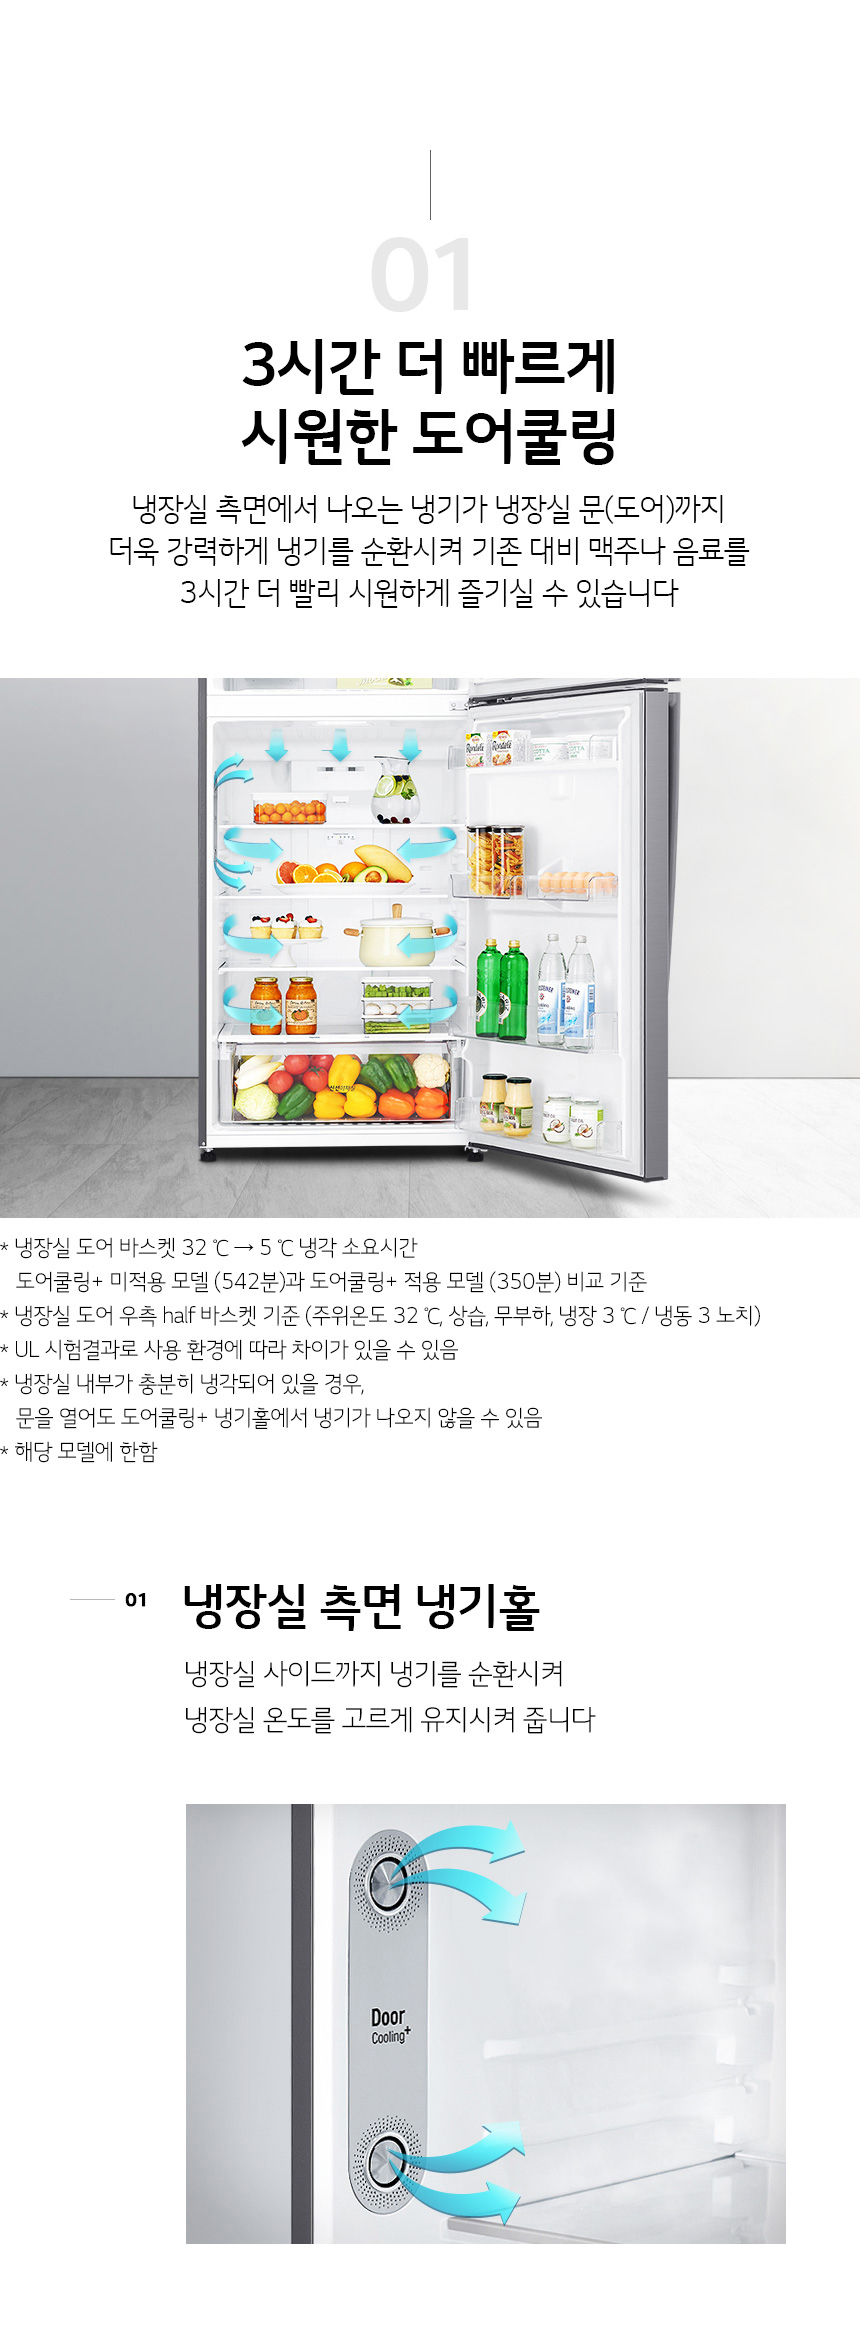 01
3시간 더 빠르게
시원한 도어쿨링
냉장실 측면에서 나오는 냉기가 냉장실 문(도어)까지
더욱 강력하게 냉기를 순환시켜 기존 대비 맥주나 음료를
3시간 더 빨리 시원하게 즐기실 수 있습니다
신선야채실
* 냉장실 도어 바스켓 32 ℃ → 5 ℃ 냉각 소요시간
도어쿨링+ 미적용 모델 (542분)과 도어쿨링+ 적용 모델 (350분) 비교 기준
* 냉장실 도어 우측 half 바스켓 기준 (주위온도 32 ℃, 상습, 무부하, 냉장 3 ℃ / 냉동 3 노치)
* UL 시험결과로 사용 환경에 따라 차이가 있을 수 있음
* 냉장실 내부가 충분히 냉각되어 있을 경우,
문을 열어도 도어쿨링+ 냉기홀에서 냉기가 나오지 않을 수 있음
* 해당 모델에 한함
01 냉장실 측면 냉기홀
냉장실 사이드까지 냉기를 순환시켜
냉장실 온도를 고르게 유지시켜 줍니다
Door
Cooling+